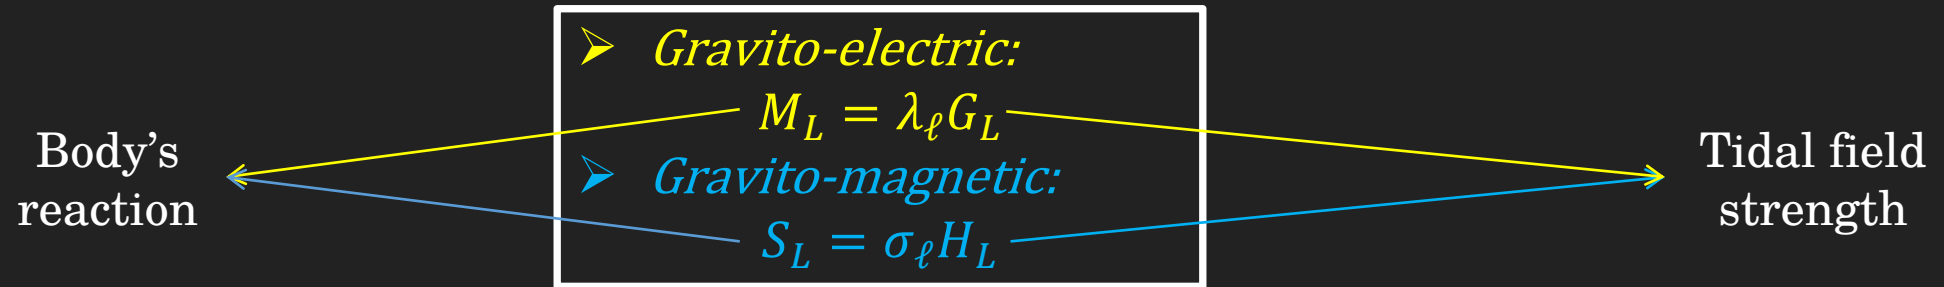 ➢ Gravito-electric:
M_L = λ_ℓ G_L
➢ Gravito-magnetic:
S_L = σ_ℓ H_L
Body’s
reaction
Tidal field
strength